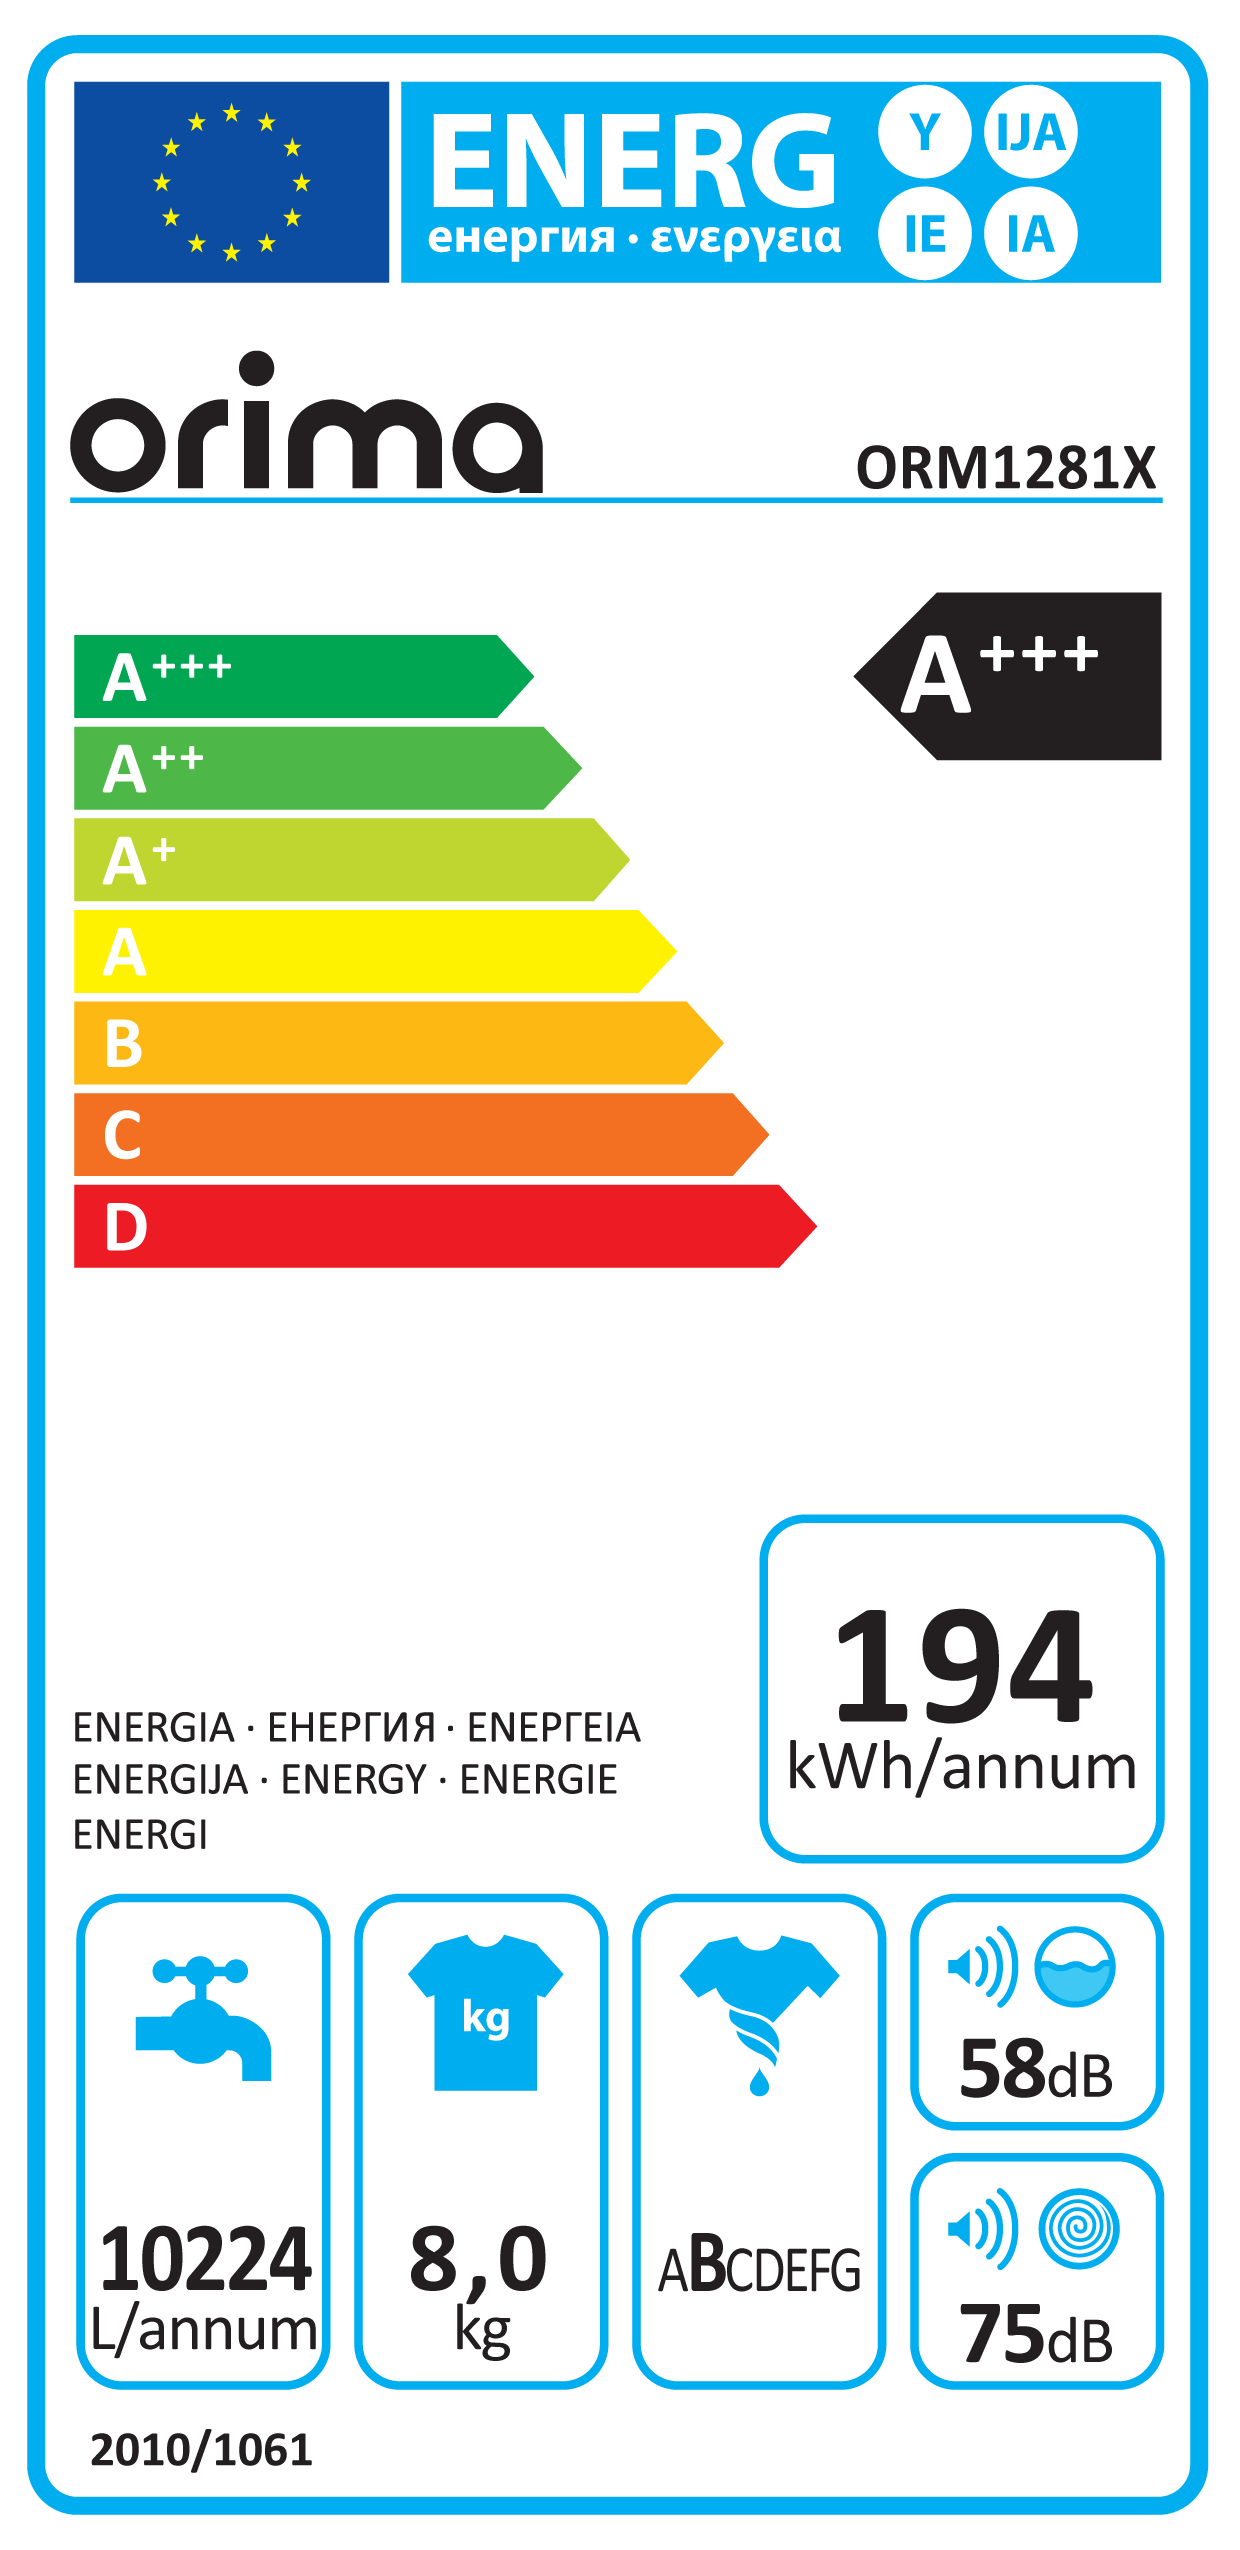 ENERG
енергия · ενεργεια
Y IJA
IE IA
orima
ORM1281X
A+++
A+++
A++
A+
A
B
C
D
194
kWh/annum
ENERGIA · ЕНЕРГИЯ · ΕΝΕΡΓΕΙΑ
ENERGIJA · ENERGY · ENERGIE
ENERGI
10224
L/annum
kg
8,0
kg
ABCDEFG
58dB
75dB
2010/1061